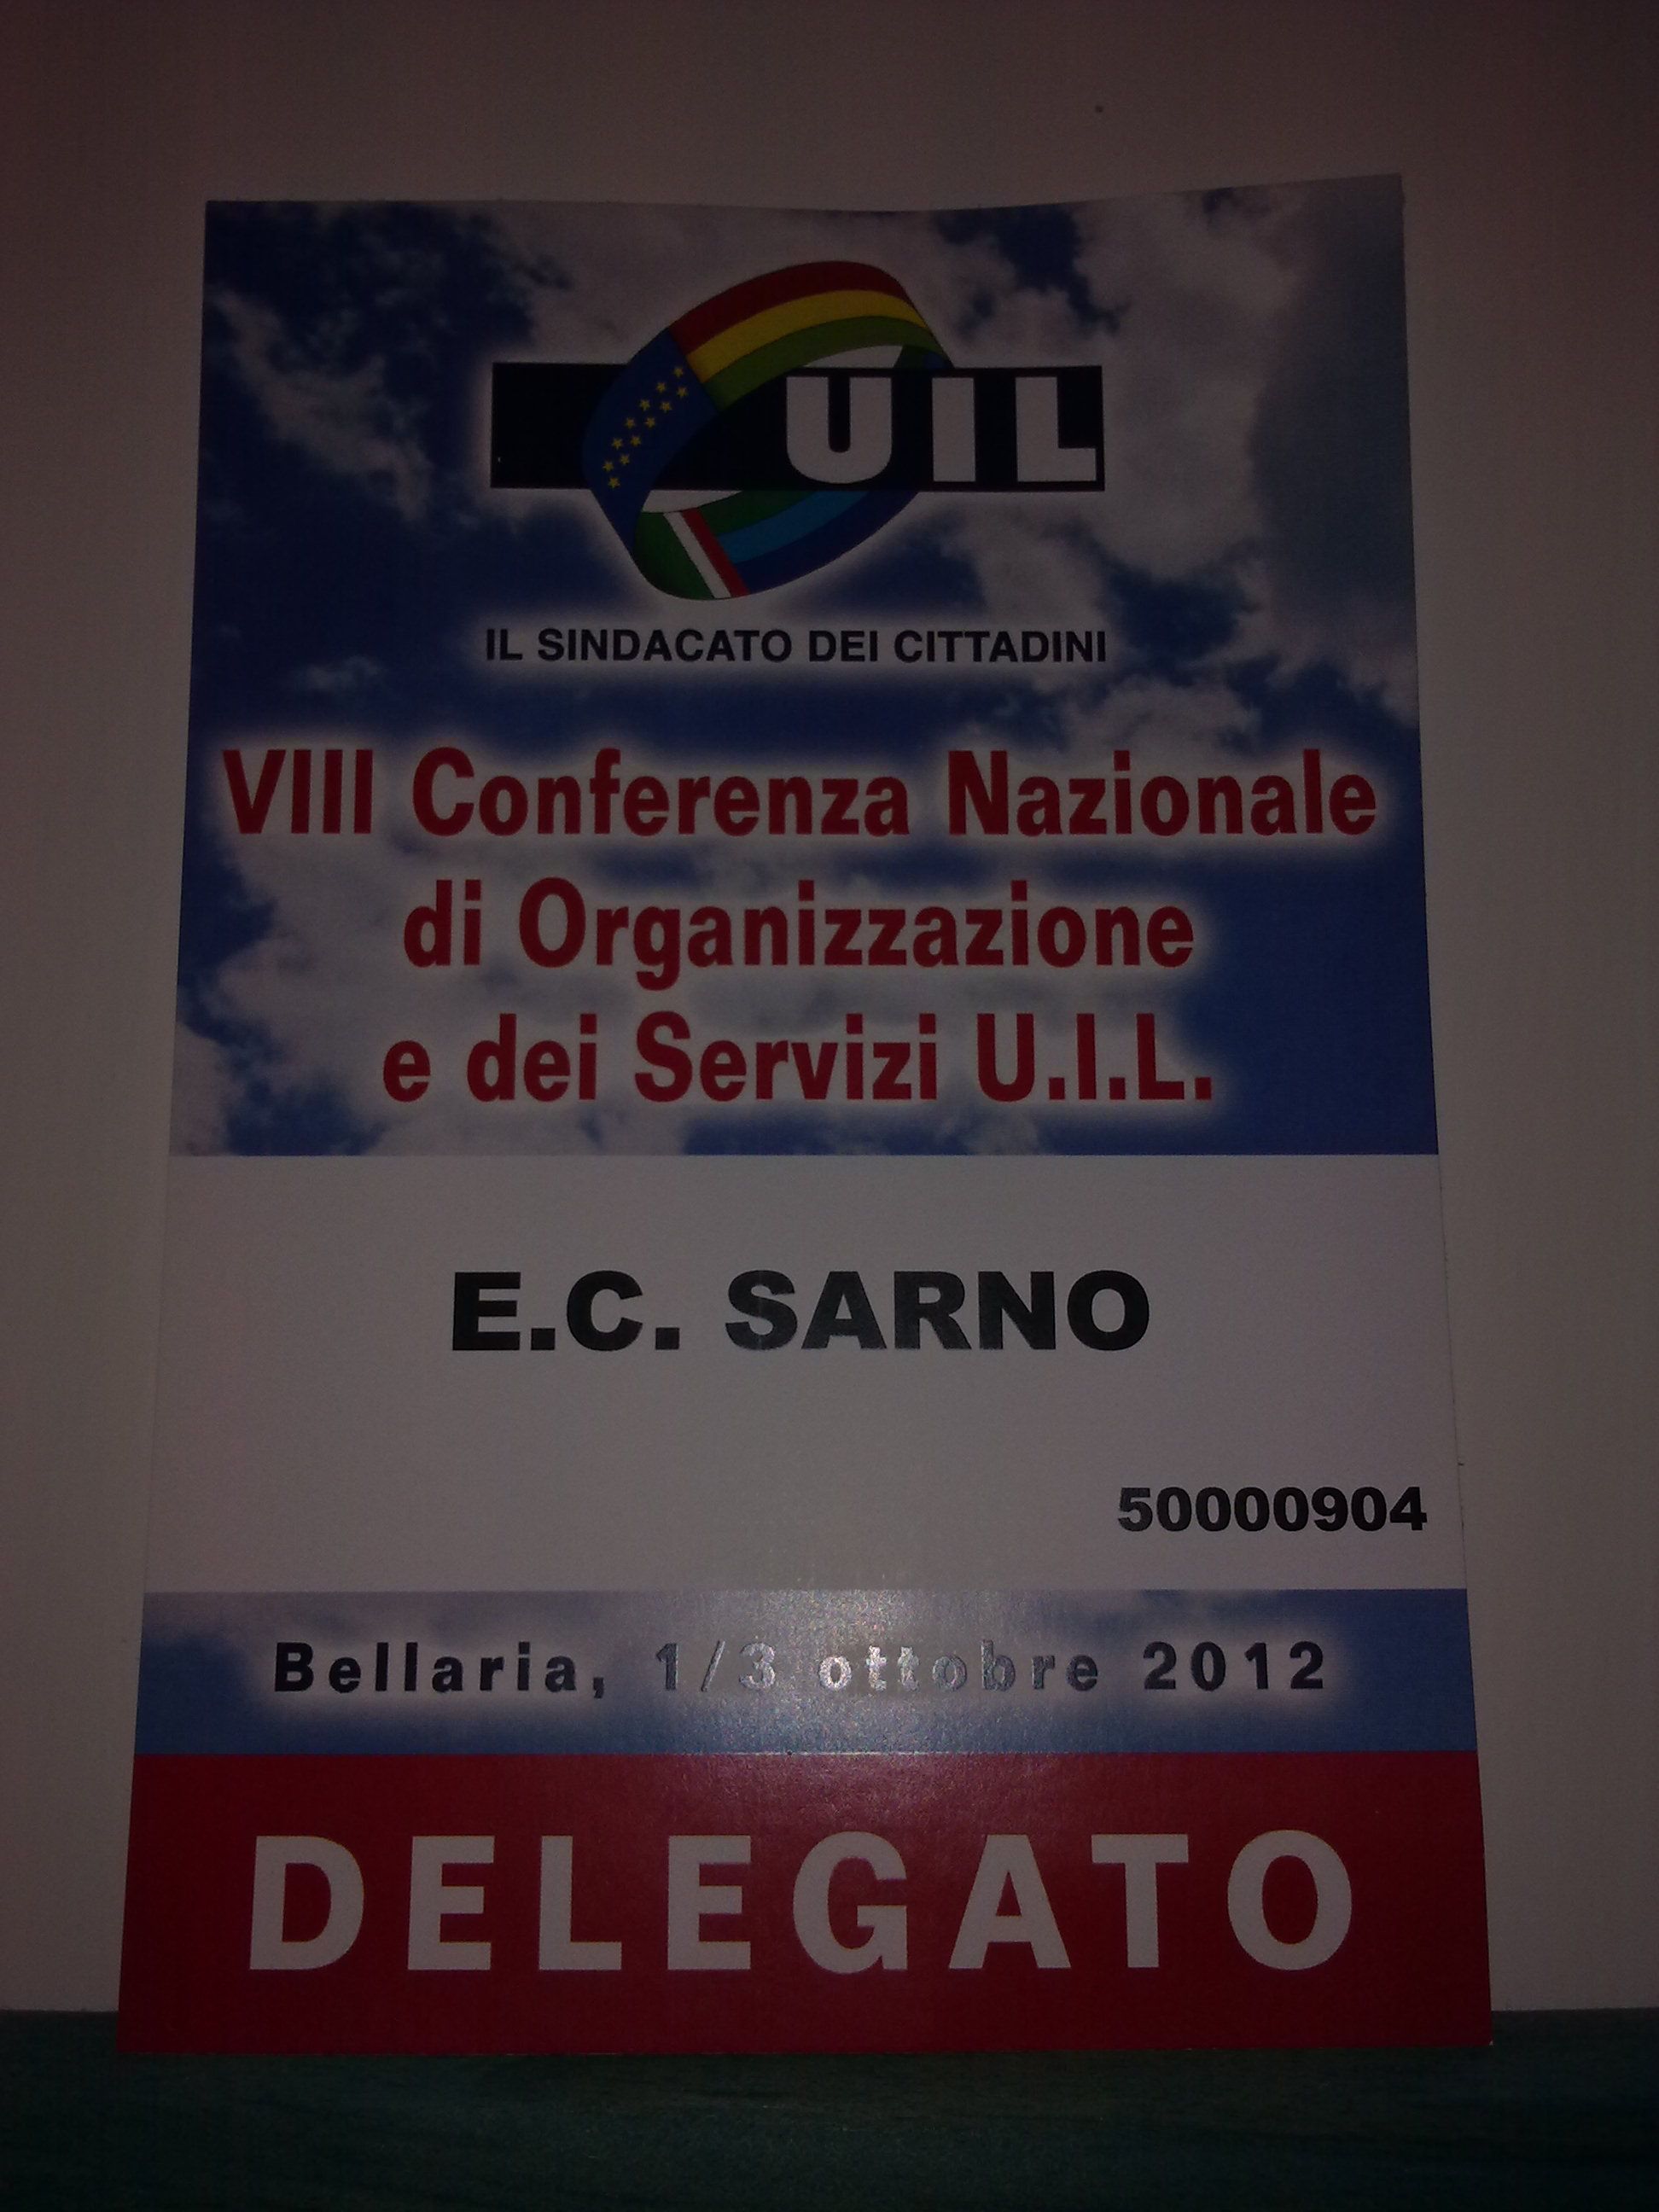 UIL
IL SINDACATO DEI CITTADINI
VIII Conferenza Nazionale
di Organizzazione
e dei Servizi U.I.L.
E.C. SARNO
50000904
Bellaria, 1/3 ottobre 2012
DELEGATO